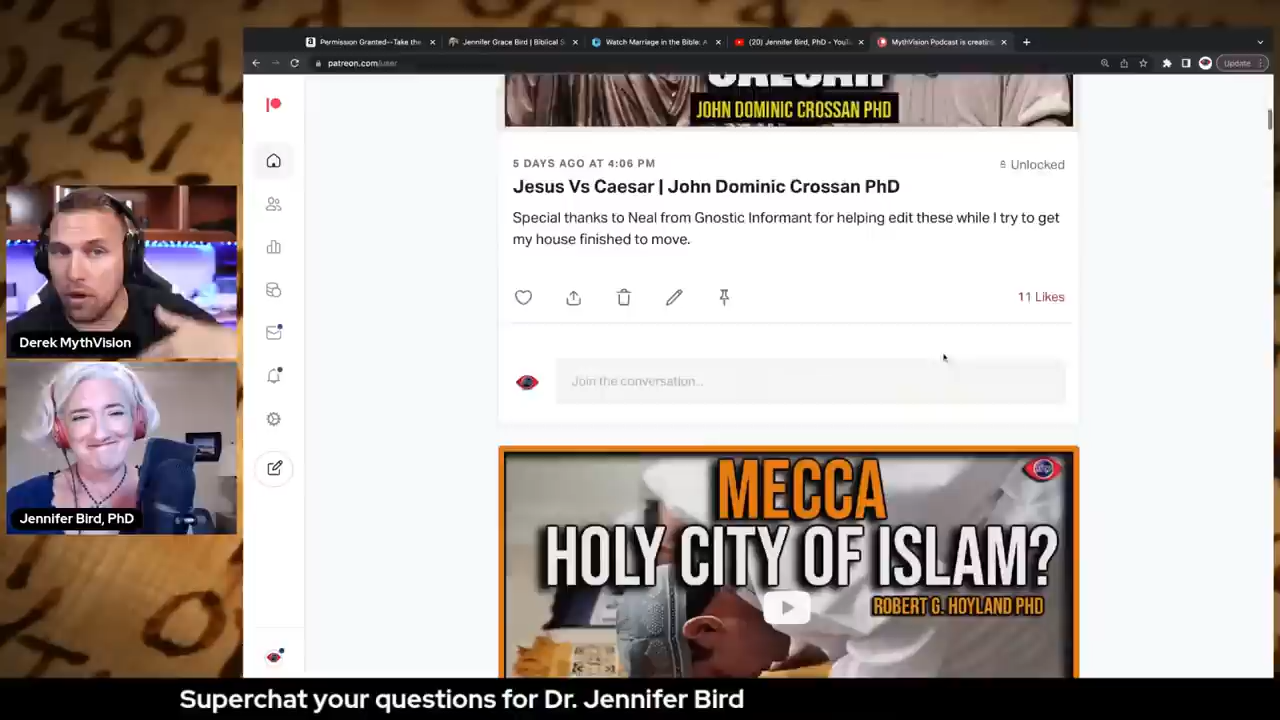 Permission Granted--Take the
Jennifer Grace Bird | Biblical S
Watch Marriage in the Bible: A
(20) Jennifer Bird, PhD - YouTu
MythVision Podcast is creating
patreon.com/user
Update
CAESAR
JOHN DOMINIC CROSSAN PHD
5 DAYS AGO AT 4:06 PM
Unlocked
Jesus Vs Caesar | John Dominic Crossan PhD
Special thanks to Neal from Gnostic Informant for helping edit these while I try to get
my house finished to move.
11 Likes
Join the conversation...
MECCA
HOLY CITY OF ISLAM?
ROBERT G. HOYLAND PHD
Derek MythVision
Jennifer Bird, PhD
Superchat your questions for Dr. Jennifer Bird